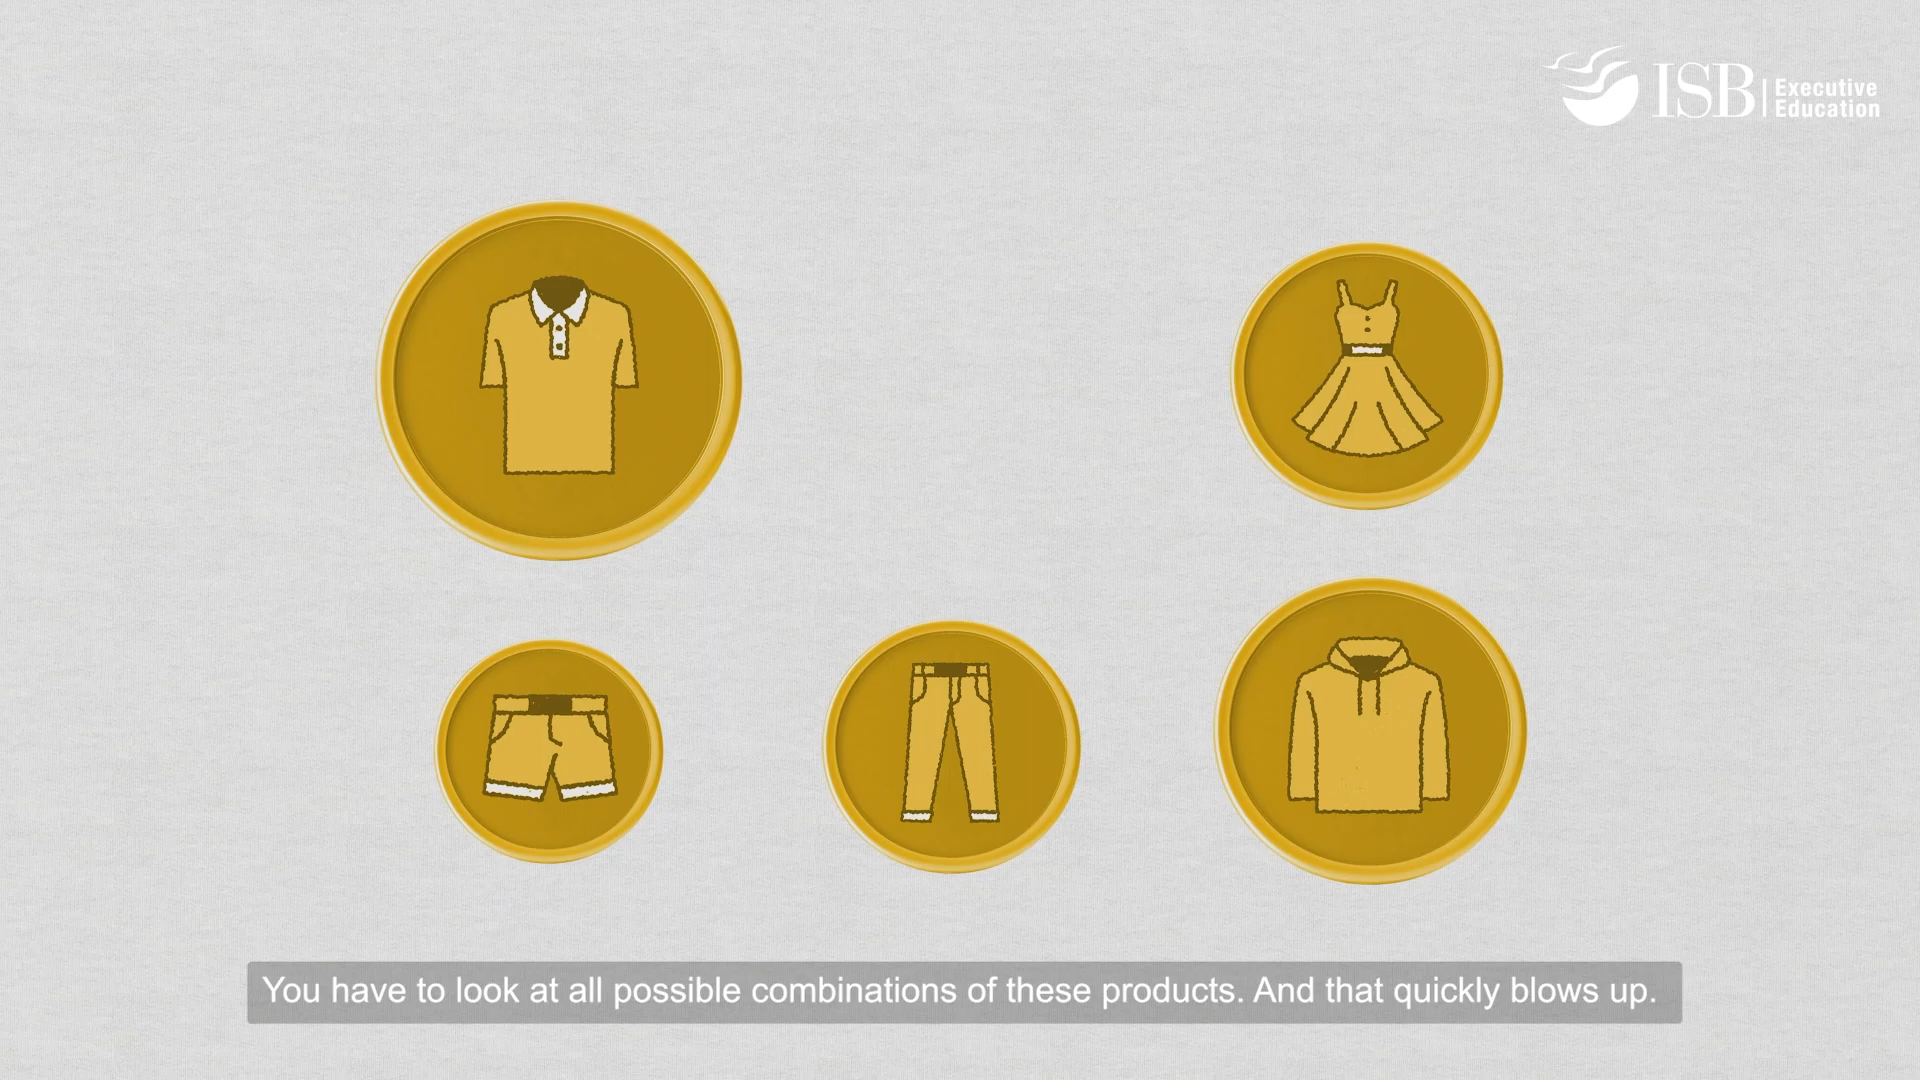 ISB
Executive
Education
You have to look at all possible combinations of these products. And that quickly blows up.